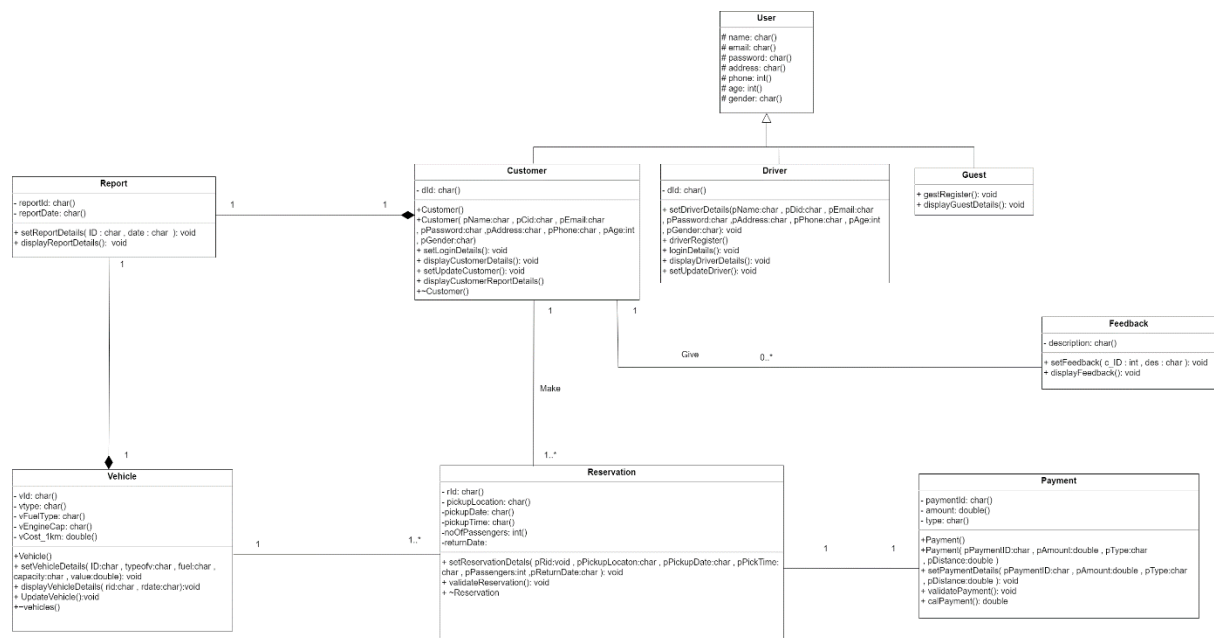 User
# name: char()
# email: char()
# password: char()
# address: char()
# phone: int()
# age: int()
# gender: char()
Report
- reportId: char()
- reportDate: char()
+ setReportDetails( ID : char , date : char ): void
+ displayReportDetails(): void
1
1
Customer
- dId: char()
+Customer()
+Customer( pName:char , pCid:char , pEmail:char
, pPassword:char ,pAddress:char , pPhone:char , pAge:int
, pGender:char)
+ setLoginDetails(): void
+ displayCustomerDetails(): void
+ setUpdateCustomer(): void
+ displayCustomerReportDetails()
+~Customer()
Driver
- dId: char()
+ setDriverDetails(pName:char , pDid:char , pEmail:char
, pPassword:char ,pAddress:char , pPhone:char , pAge:int
, pGender:char): void
+ driverRegister()
+ loginDetails(): void
+ displayDriverDetails(): void
+ setUpdateDriver(): void
Guest
+ gestRegister(): void
+ displayGuestDetails(): void
1
1
1
Feedback
- description: char()
+ setFeedback( c_ID : int , des : char ): void
+ displayFeedback(): void
Give
0..*
Make
1
1..*
Vehicle
- vId: char()
- vtype: char()
- vFuelType: char()
- vEngineCap: char()
- vCost_1km: double()
+Vehicle()
+ setVehicleDetails( ID:char , typeofv:char , fuel:char ,
capacity:char , value:double): void
+ displayVehicleDetails( rid:char , rdate:char):void
+ UpdateVehicle():void
+~vehicles()
1
1..*
Reservation
- rId: char()
- pickupLocation: char()
-pickupDate: char()
-pickupTime: char()
-noOfPassengers: int()
-returnDate:
+ setReservationDetals( pRid:void , pPickupLocaton:char , pPickupDate:char , pPickTime:
char , pPassengers:int ,pReturnDate:char ): void
+ validateReservation(): void
+ ~Reservation
1
1
Payment
- paymentId: char()
- amount: double()
- type: char()
+Payment()
+Payment( pPaymentID:char , pAmount:double , pType:char
, pDistance:double )
+ setPaymentDetails( pPaymentID:char , pAmount:double , pType:char
, pDistance:double ): void
+ validatePayment(): void
+ calPayment(): double